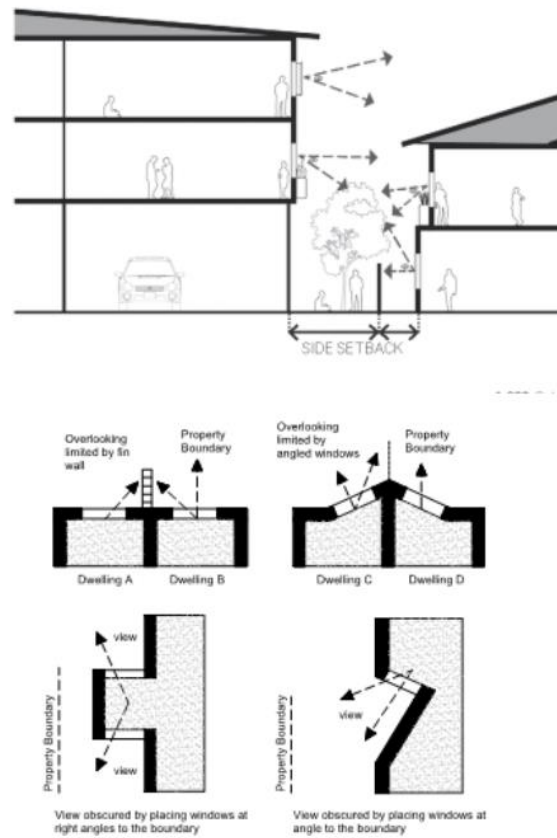 SIDE SETBACK
Overlooking
limited by fin
wall
Property
Boundary
Overlooking
limited by
angled windows
Property
Boundary
Dwelling A
Dwelling B
Dwelling C
Dwelling D
Property Boundary
view
view
Property Boundary
view
View obscured by placing windows at
right angles to the boundary
View obscured by placing windows at
angle to the boundary